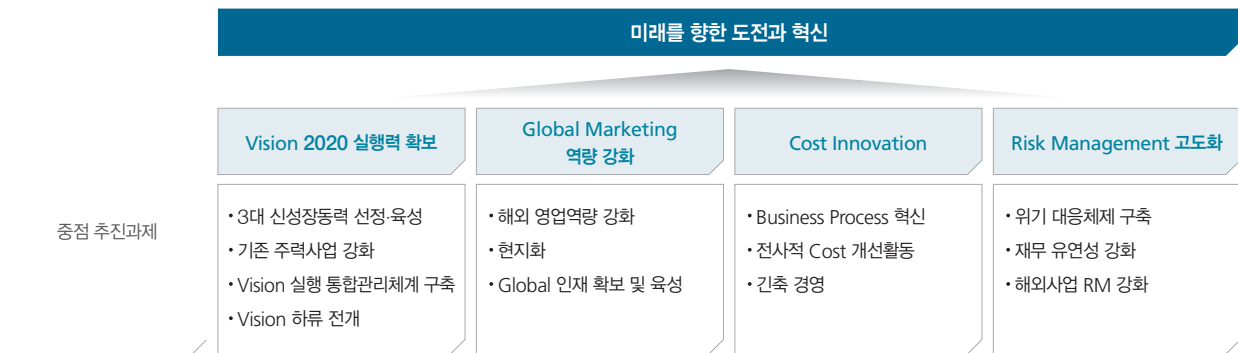 미래를 향한 도전과 혁신
Vision 2020 실행력 확보
Global Marketing
역량 강화
Cost Innovation
Risk Management 고도화
중점 추진과제
• 3대 신성장동력 선정·육성
• 기존 주력사업 강화
• Vision 실행 통합관리체계 구축
• Vision 하류 전개
• 해외 영업역량 강화
• 현지화
• Global 인재 확보 및 육성
• Business Process 혁신
• 전사적 Cost 개선활동
• 긴축 경영
• 위기 대응체제 구축
• 재무 유연성 강화
• 해외사업 RM 강화